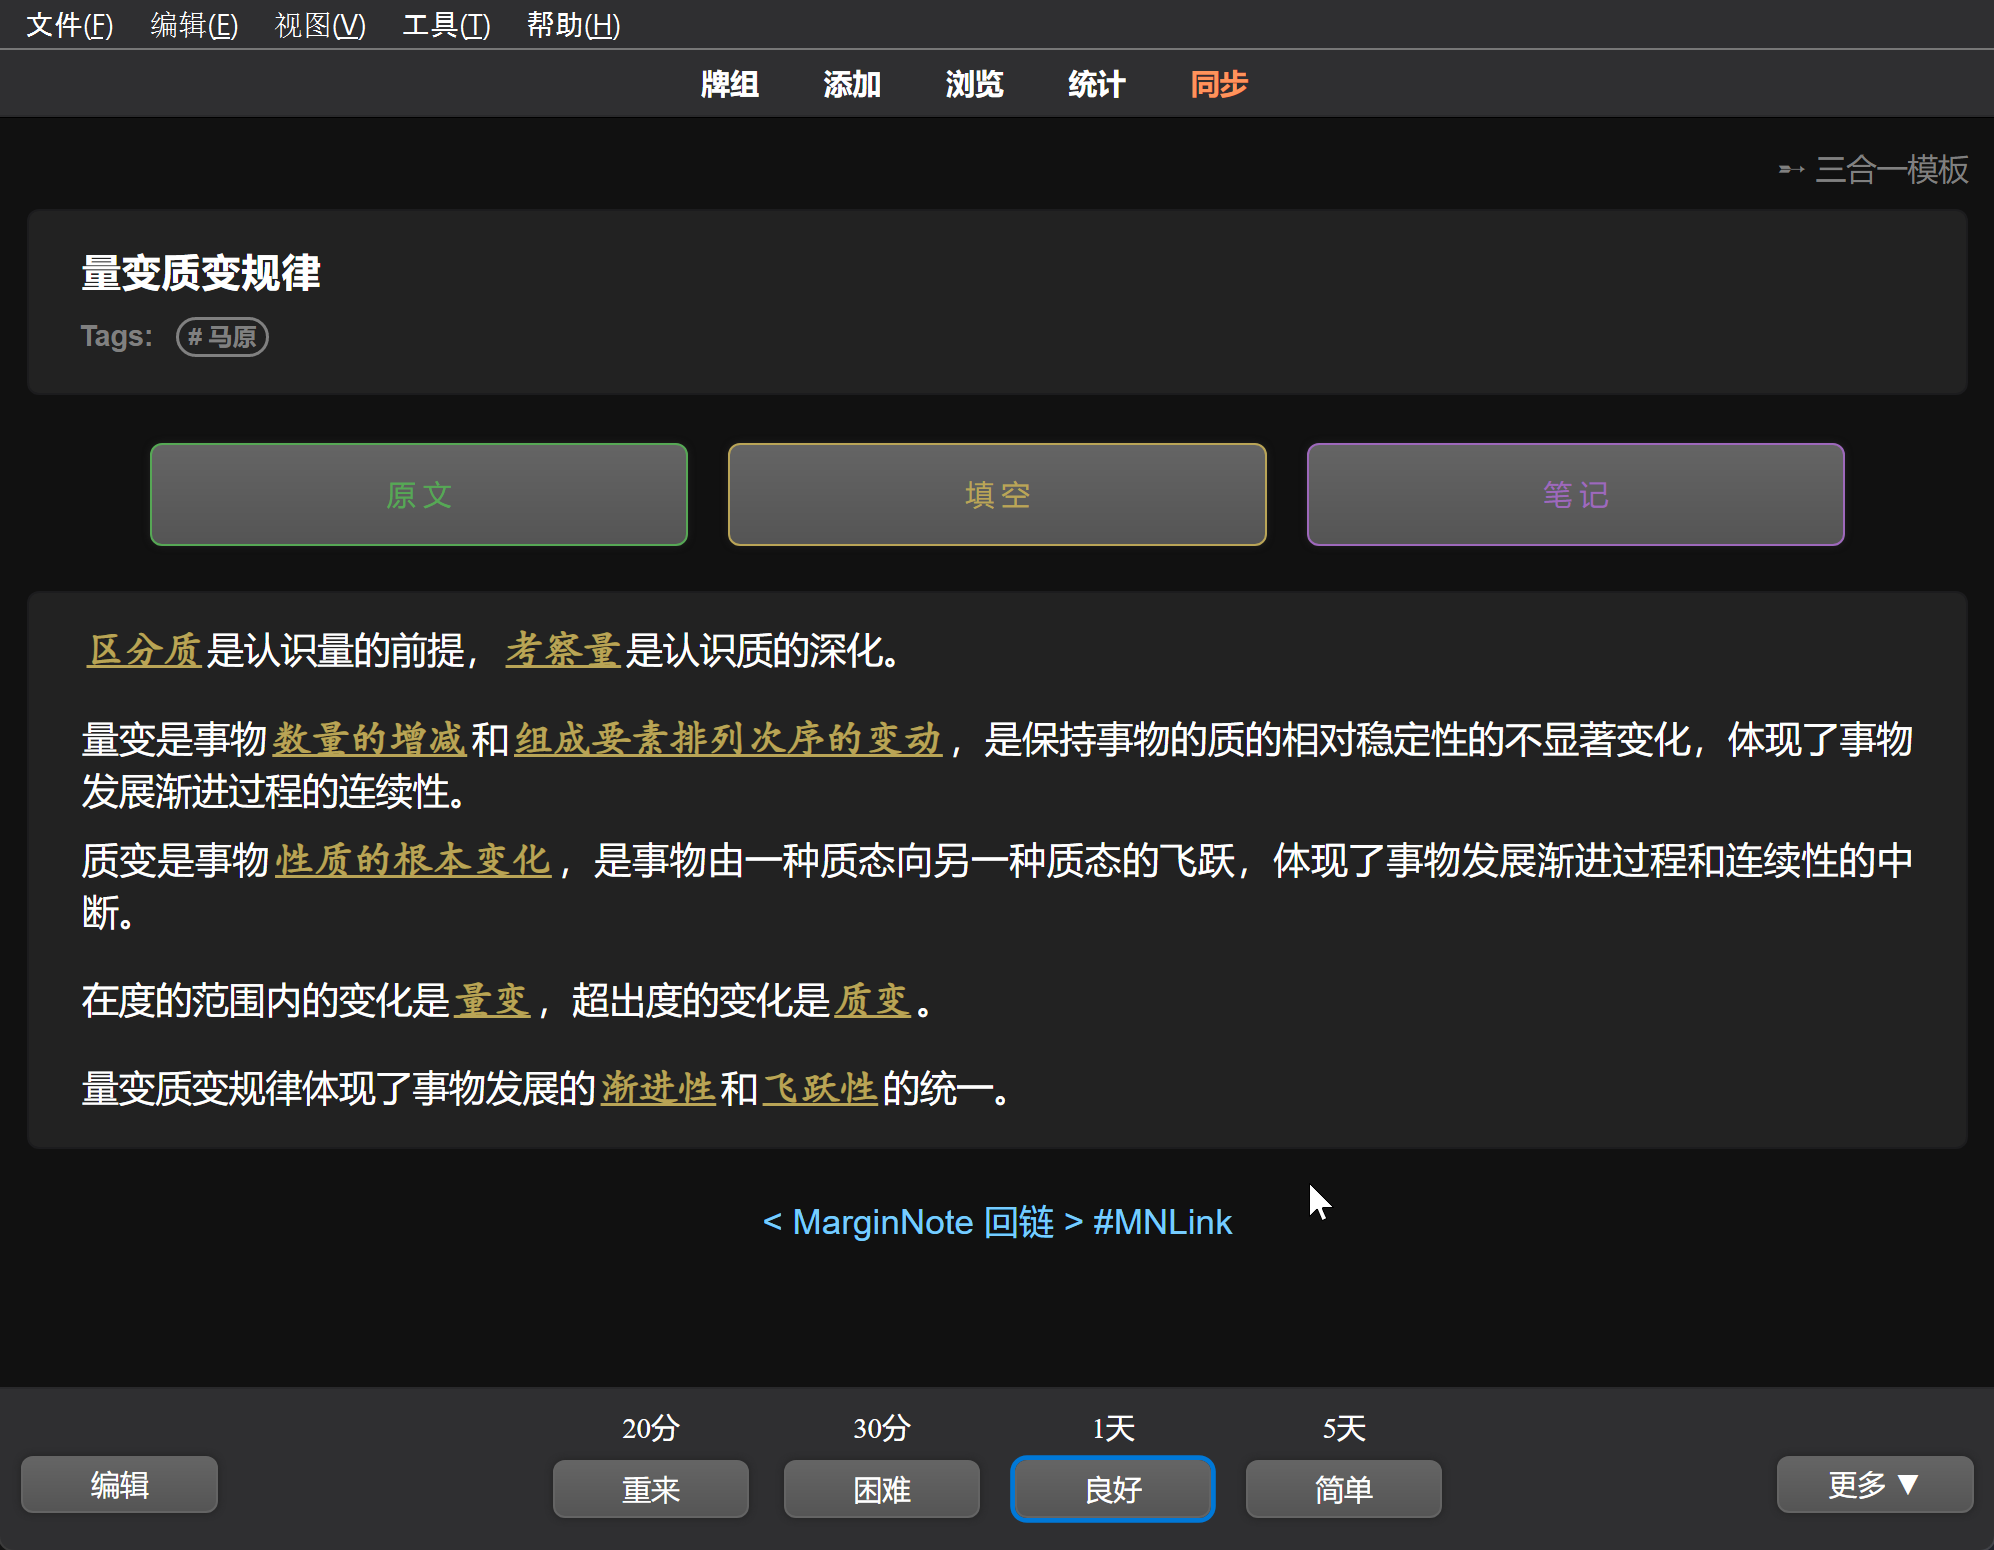 文件(F) 编辑(E) 视图(V) 工具(T) 帮助(H)
牌组 添加 浏览 统计 同步
➵ 三合一模板
量变质变规律
Tags: # 马原
原文 填空 笔记
区分质是认识量的前提，考察量是认识质的深化。
量变是事物数量的增减和组成要素排列次序的变动，是保持事物的质的相对稳定性的不显著变化，体现了事物
发展渐进过程的连续性。
质变是事物性质的根本变化，是事物由一种质态向另一种质态的飞跃，体现了事物发展渐进过程和连续性的中
断。
在度的范围内的变化是量变，超出度的变化是质变。
量变质变规律体现了事物发展的渐进性和飞跃性的统一。
< MarginNote 回链 > #MNLink
20分 30分 1天 5天
编辑 重来 困难 良好 简单 更多 ▼